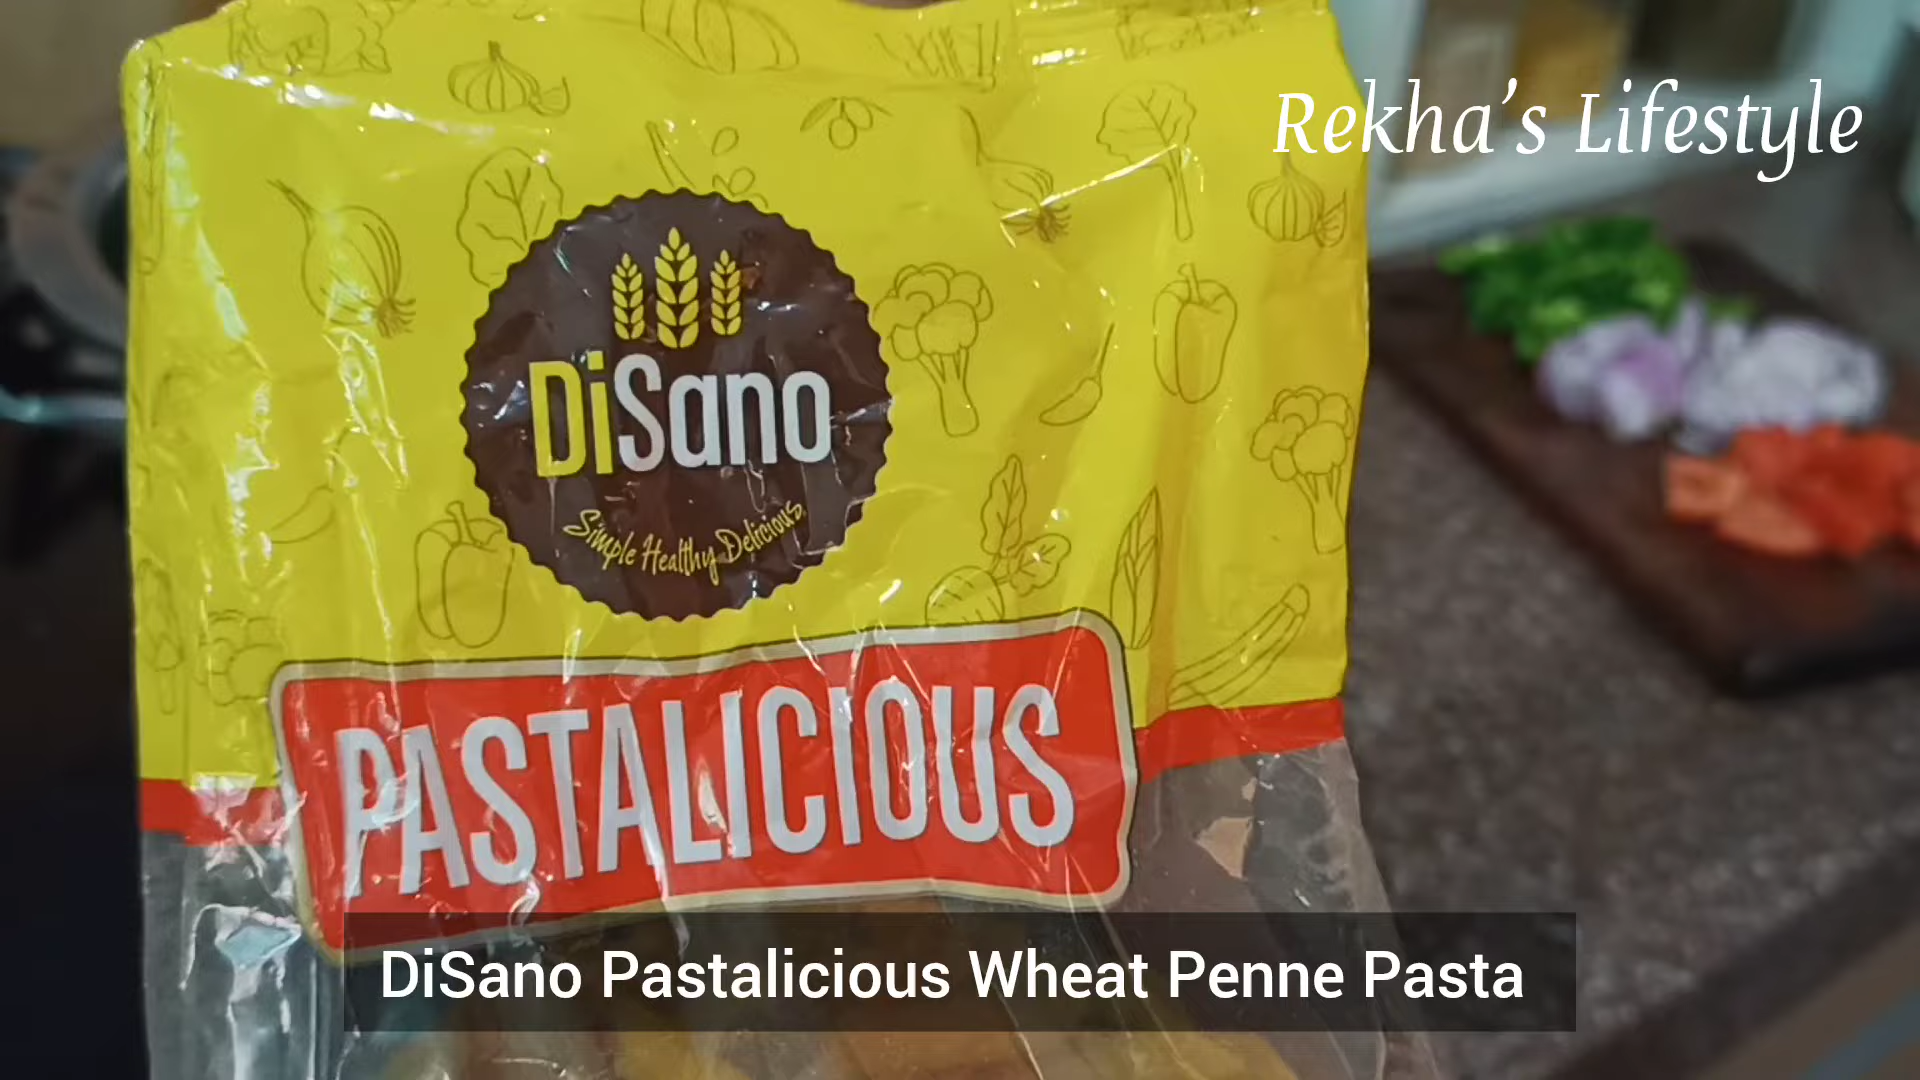 Rekha’s Lifestyle
DiSano
Simple Healthy Delicious
PASTALICIOUS
DiSano Pastalicious Wheat Penne Pasta